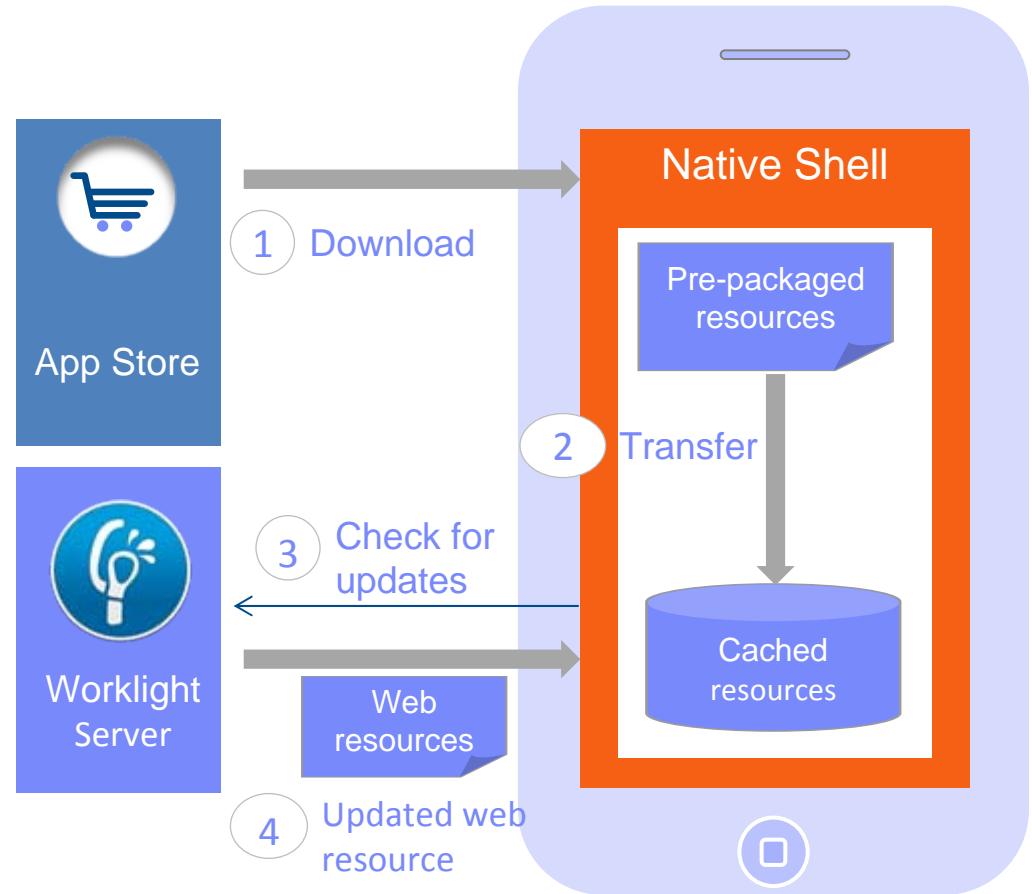 Native Shell
1
Download
Pre-packaged
resources
App Store
2
Transfer
3
Check for
updates
Cached
resources
Worklight
Server
Web
resources
4
Updated web
resource